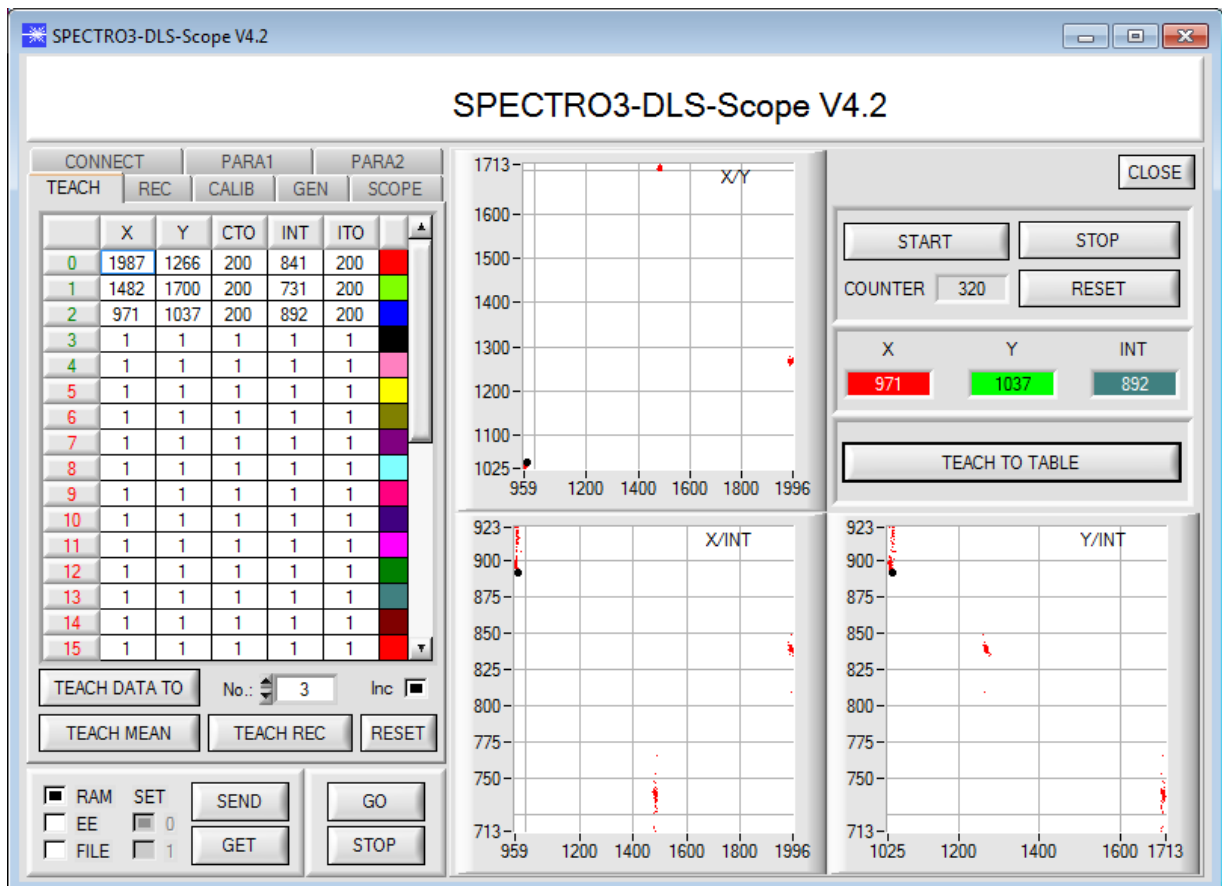 SPECTRO3-DLS-Scope V4.2
SPECTRO3-DLS-Scope V4.2
CONNECT PARA1 PARA2
TEACH REC CALIB GEN SCOPE
X Y CTO INT ITO
0 1987 1266 200 841 200
1 1482 1700 200 731 200
2 971 1037 200 892 200
3 1 1 1 1 1
4 1 1 1 1 1
5 1 1 1 1 1
6 1 1 1 1 1
7 1 1 1 1 1
8 1 1 1 1 1
9 1 1 1 1 1
10 1 1 1 1 1
11 1 1 1 1 1
12 1 1 1 1 1
13 1 1 1 1 1
14 1 1 1 1 1
15 1 1 1 1 1
TEACH DATA TO No.: 3 Inc
TEACH MEAN TEACH REC RESET
RAM SET SEND GO
EE 0
FILE 1 GET STOP
X/Y
1713
1600
1500
1400
1300
1200
1100
1025
959 1200 1400 1600 1800 1996
CLOSE
START STOP
COUNTER 320 RESET
X Y INT
971 1037 892
TEACH TO TABLE
X/INT
923
900
875
850
825
800
775
750
713
959 1200 1400 1600 1800 1996
Y/INT
923
900
875
850
825
800
775
750
713
1025 1200 1400 1600 1713